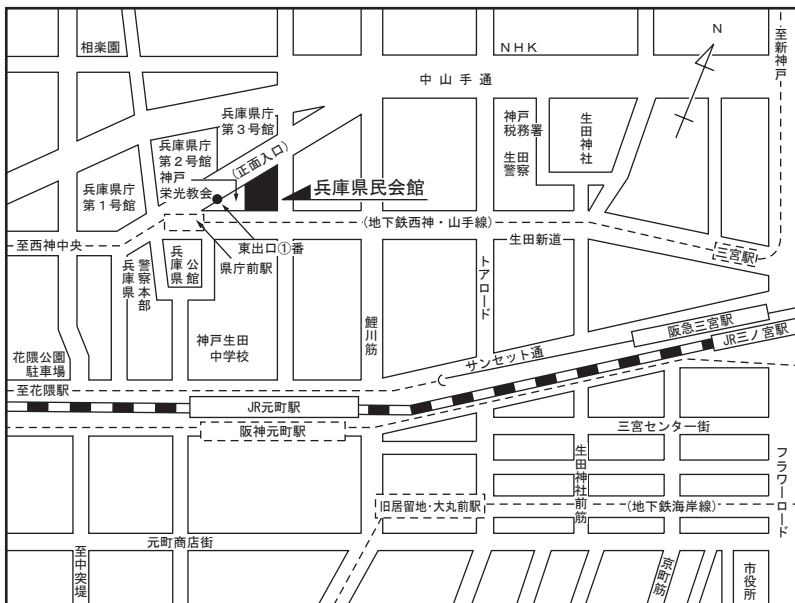 相楽園
NHK
N
至新神戸
中山手通
兵庫県庁
第3号館
兵庫県庁
第2号館
神戸
栄光教会
(正面入口)
兵庫県民会館
神戸
税務署
生田
警察
生田神社
兵庫県庁
第1号館
(地下鉄西神・山手線)
至西神中央
東出口①番
県庁前駅
兵庫県
公館
兵庫県
警察本部
生田新道
三宮駅
トアロード
鯉川筋
神戸生田
中学校
花隈公園
駐車場
サンセット通
阪急三宮駅
JR三ノ宮駅
至花隈駅
JR元町駅
阪神元町駅
三宮センター街
生田神社前筋
フラワーロード
旧居留地・大丸前駅
(地下鉄海岸線)
元町商店街
至中突堤
京町筋
市役所